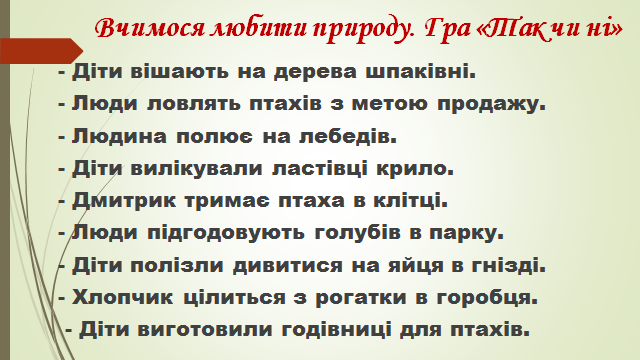 Вчимося любити природу. Гра «Так чи ні»
- Діти вішають на дерева шпаківні.
- Люди ловлять птахів з метою продажу.
- Людина полює на лебедів.
- Діти вилікували ластівці крило.
- Дмитрик тримає птаха в клітці.
- Люди підгодовують голубів в парку.
- Діти полізли дивитися на яйця в гнізді.
- Хлопчик цілиться з рогатки в горобця.
- Діти виготовили годівниці для птахів.